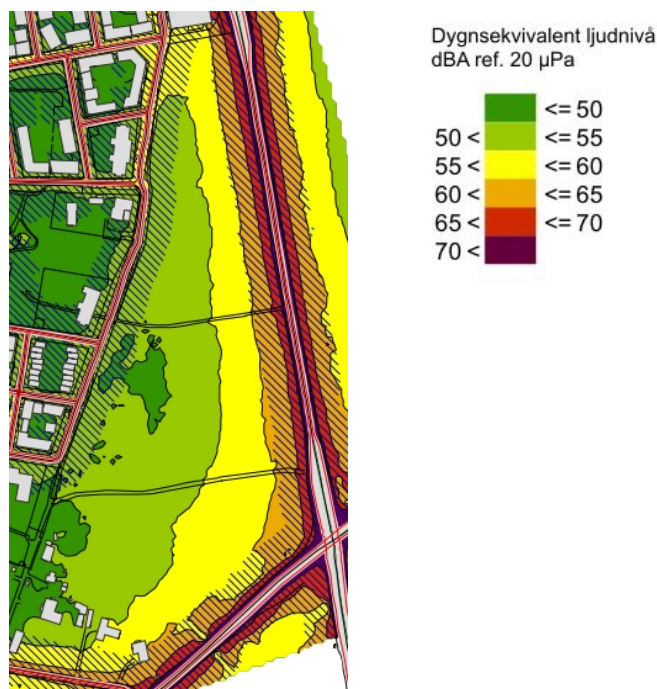 Dygnsekvivalent ljudnivå
dBA ref. 20 µPa
<= 50
50 < <= 55
55 < <= 60
60 < <= 65
65 < <= 70
70 <